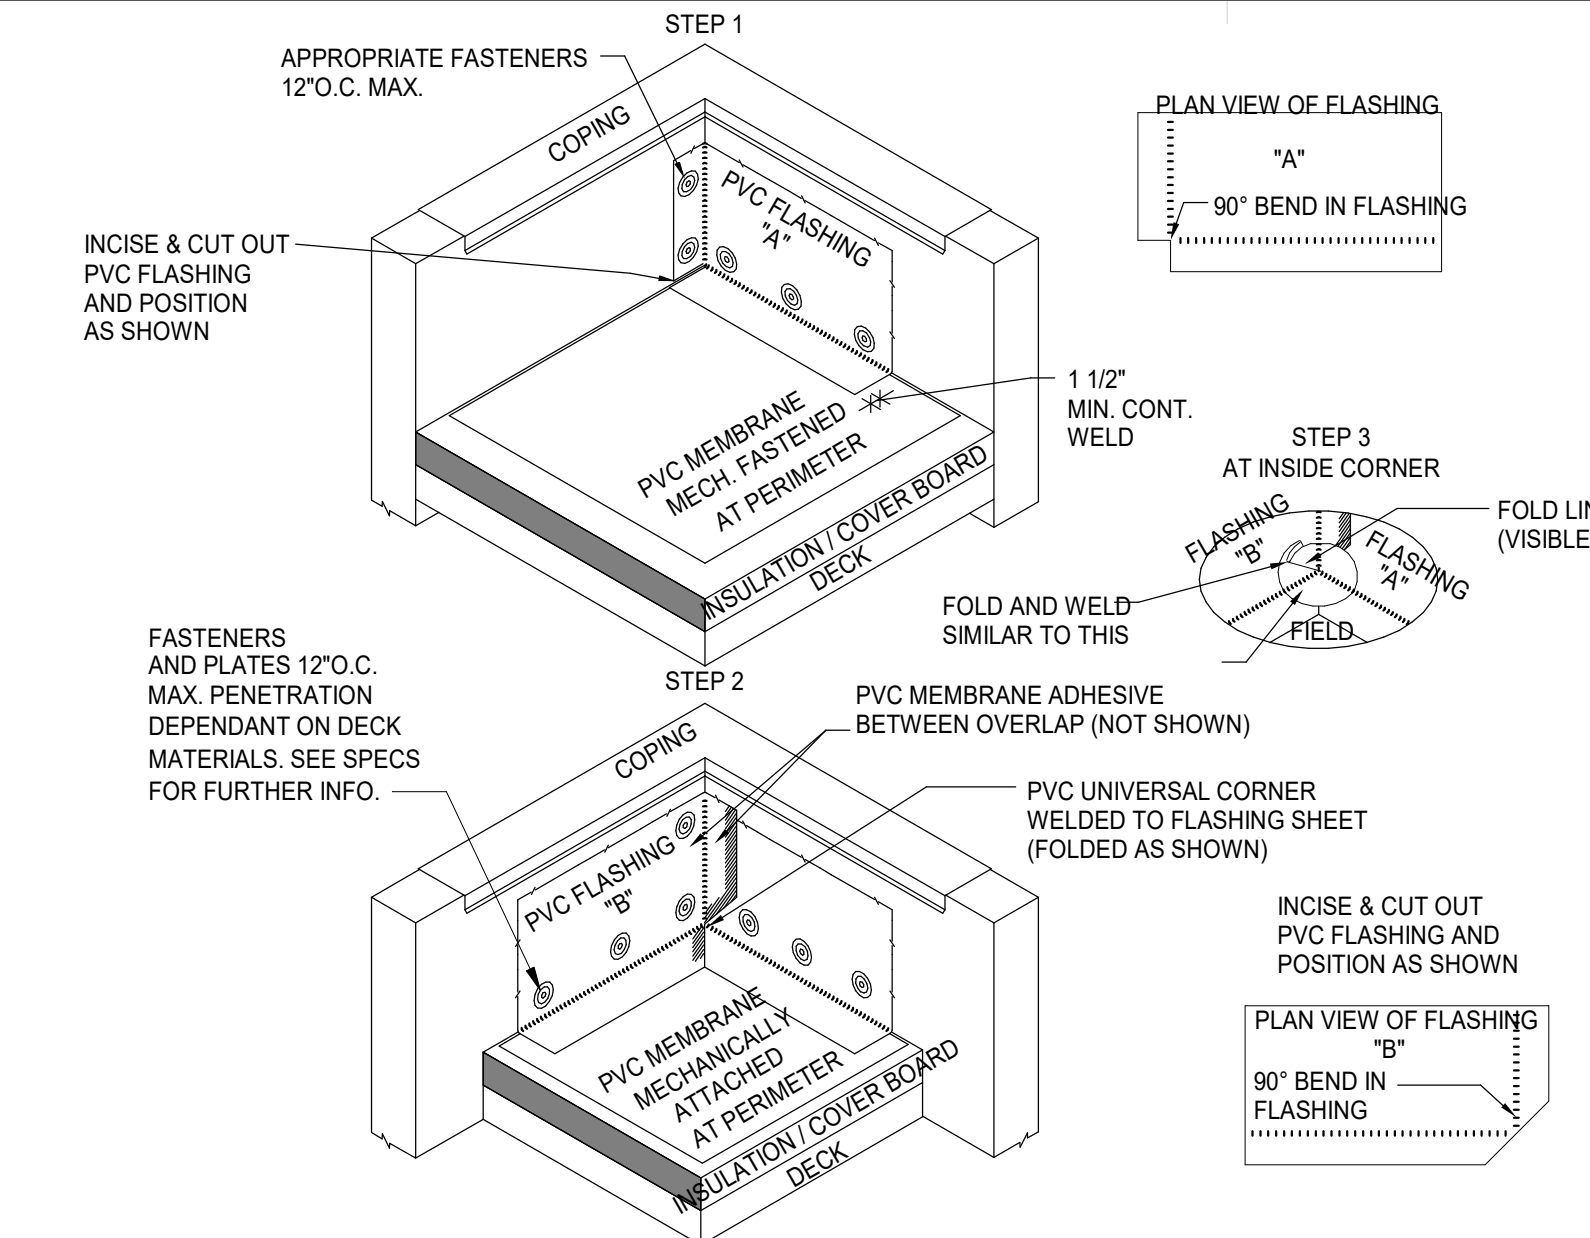 STEP 1
APPROPRIATE FASTENERS
12"O.C. MAX.
COPING
PVC FLASHING
"A"
INCISE & CUT OUT
PVC FLASHING
AND POSITION
AS SHOWN
1 1/2"
MIN. CONT.
WELD
PVC MEMBRANE
MECH. FASTENED
AT PERIMETER
INSULATION / COVER BOARD
DECK
PLAN VIEW OF FLASHING
"A"
90° BEND IN FLASHING
STEP 3
AT INSIDE CORNER
FLASHING
"B"
FLASHING
"A"
FIELD
FOLD LIN
(VISIBLE
FOLD AND WELD
SIMILAR TO THIS
STEP 2
FASTENERS
AND PLATES 12"O.C.
MAX. PENETRATION
DEPENDANT ON DECK
MATERIALS. SEE SPECS
FOR FURTHER INFO.
PVC MEMBRANE ADHESIVE
BETWEEN OVERLAP (NOT SHOWN)
COPING
PVC FLASHING
"B"
PVC UNIVERSAL CORNER
WELDED TO FLASHING SHEET
(FOLDED AS SHOWN)
PVC MEMBRANE
MECHANICALLY
ATTACHED
AT PERIMETER
INSULATION / COVER BOARD
DECK
INCISE & CUT OUT
PVC FLASHING AND
POSITION AS SHOWN
PLAN VIEW OF FLASHING
"B"
90° BEND IN
FLASHING